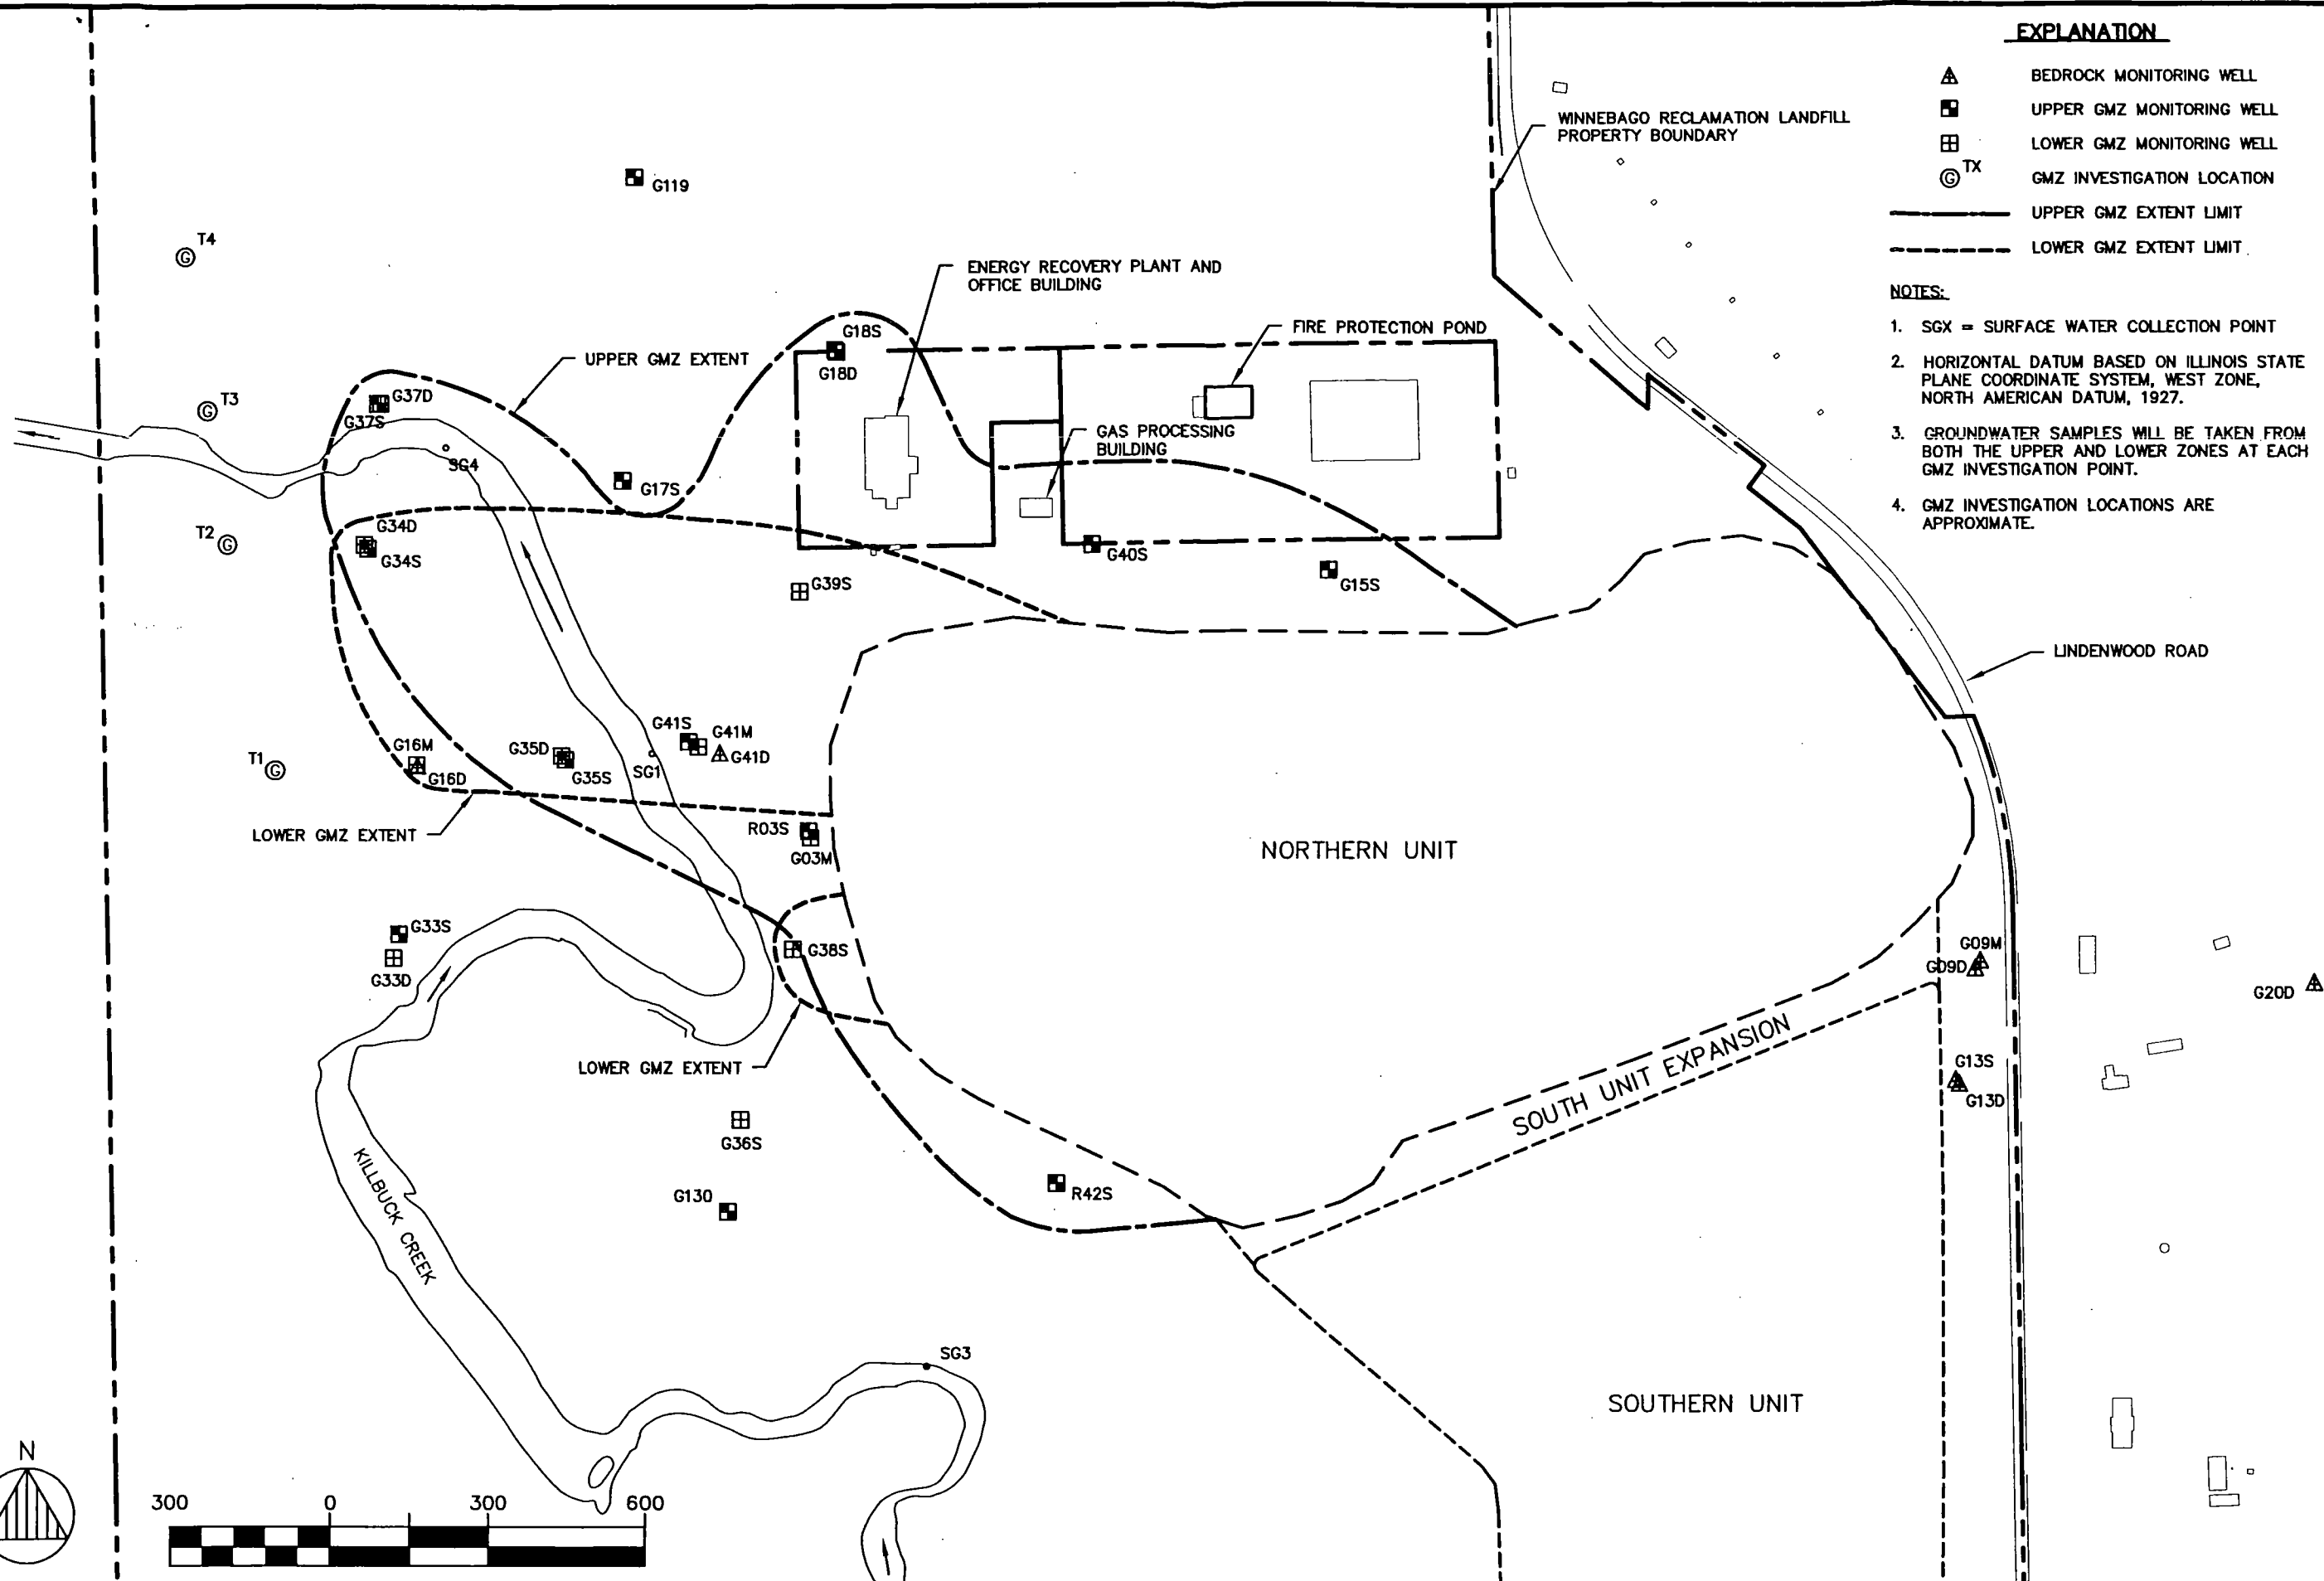 EXPLANATION
BEDROCK MONITORING WELL
UPPER GMZ MONITORING WELL
LOWER GMZ MONITORING WELL
G TX
GMZ INVESTIGATION LOCATION
UPPER GMZ EXTENT LIMIT
LOWER GMZ EXTENT LIMIT
NOTES:
1. SGX = SURFACE WATER COLLECTION POINT
2. HORIZONTAL DATUM BASED ON ILLINOIS STATE
PLANE COORDINATE SYSTEM, WEST ZONE,
NORTH AMERICAN DATUM, 1927.
3. GROUNDWATER SAMPLES WILL BE TAKEN FROM
BOTH THE UPPER AND LOWER ZONES AT EACH
GMZ INVESTIGATION POINT.
4. GMZ INVESTIGATION LOCATIONS ARE
APPROXIMATE.
WINNEBAGO RECLAMATION LANDFILL
PROPERTY BOUNDARY
G119
G T4
ENERGY RECOVERY PLANT AND
OFFICE BUILDING
FIRE PROTECTION POND
G18S
G18D
UPPER GMZ EXTENT
G37D
G37S
G T3
GAS PROCESSING
BUILDING
SG4
G17S
G34D
G34S
T2 G
G40S
G39S
G15S
LINDENWOOD ROAD
G41S
G41M
G41D
G16M
G16D
G35D
G35S
SG1
T1 G
LOWER GMZ EXTENT
R03S
G03M
NORTHERN UNIT
G33S
G33D
G38S
G09M
G09D
G20D
LOWER GMZ EXTENT
SOUTH UNIT EXPANSION
G13S
G13D
G36S
G130
R42S
KILLBUCK CREEK
SG3
SOUTHERN UNIT
N
300 0 300 600